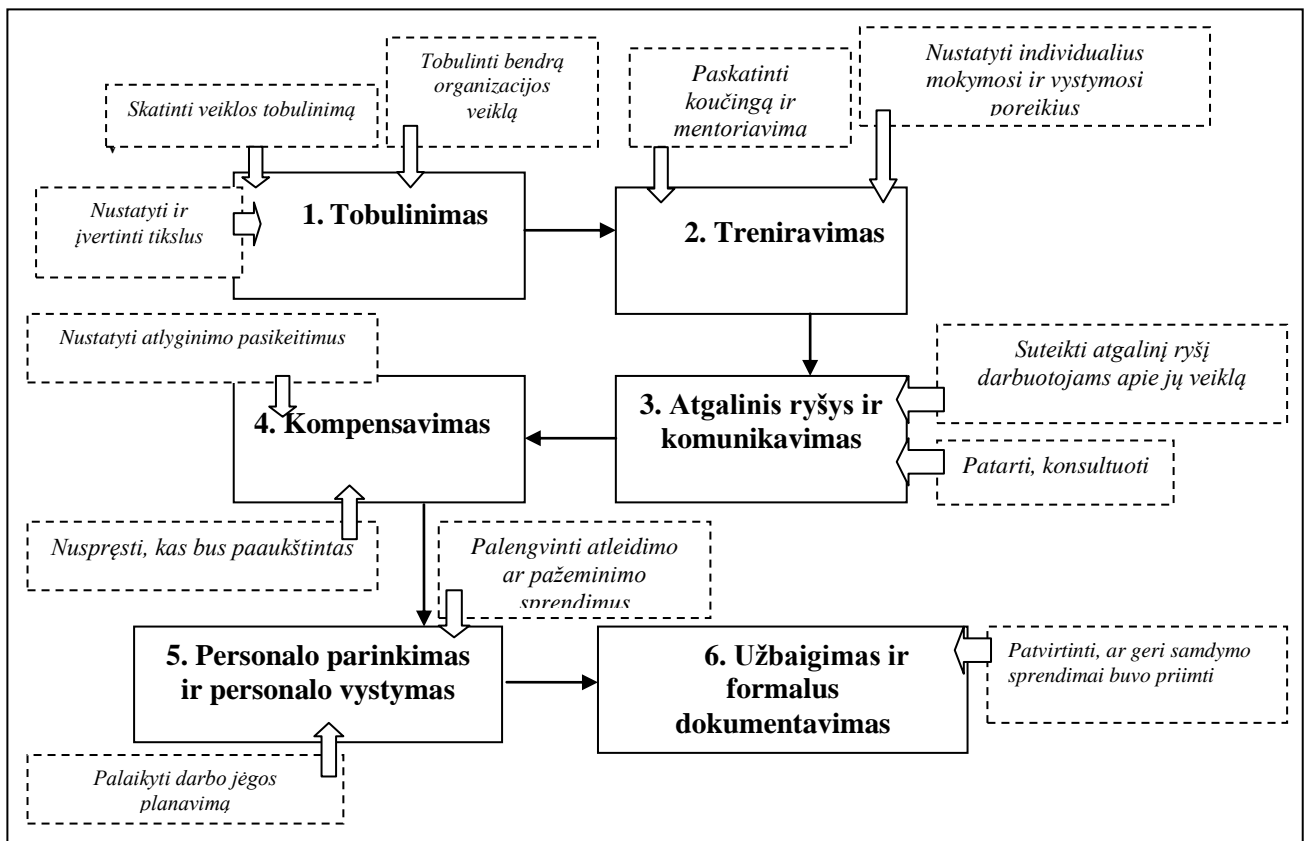 Skatinti veiklos tobulinimą
Tobulinti bendrą
organizacijos
veiklą
Paskatinti
koučingą ir
mentoriavima
Nustatyti individualius
mokymosi ir vystymosi
poreikius
Nustatyti ir
įvertinti tikslus
1. Tobulinimas
2. Treniravimas
Nustatyti atlyginimo pasikeitimus
Suteikti atgalinį ryšį
darbuotojams apie jų veiklą
4. Kompensavimas
3. Atgalinis ryšys ir
komunikavimas
Patarti, konsultuoti
Nuspręsti, kas bus paaukštintas
Palengvinti atleidimo
ar pažeminimo
sprendimus
5. Personalo parinkimas
ir personalo vystymas
6. Užbaigimas ir
formalus
dokumentavimas
Patvirtinti, ar geri samdymo
sprendimai buvo priimti
Palaikyti darbo jėgos
planavimą